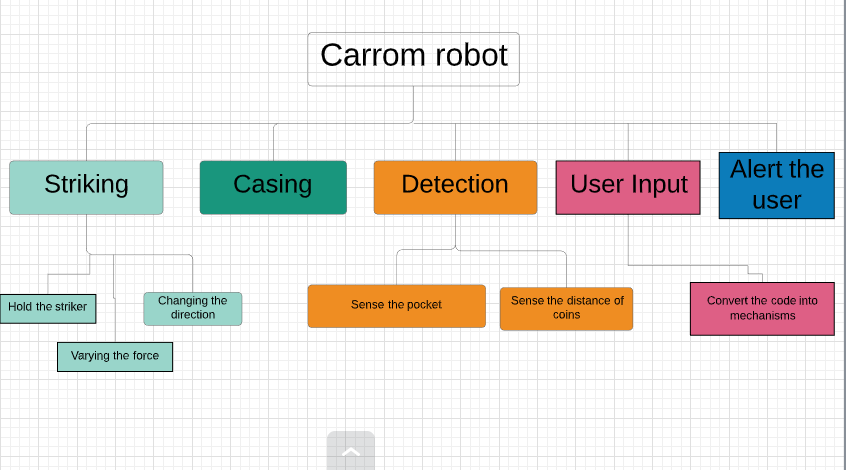 Carrom robot
Striking
Casing
Detection
User Input
Alert the
user
Hold the striker
Varying the force
Changing the
direction
Sense the pocket
Sense the distance of
coins
Convert the code into
mechanisms